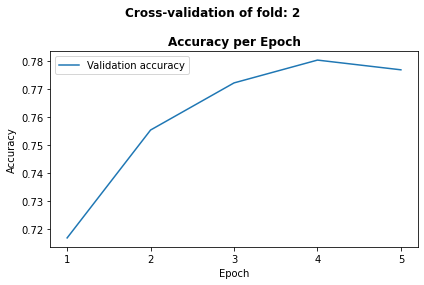 Cross-validation of fold: 2
Accuracy per Epoch
Validation accuracy
0.78
0.77
0.76
0.75
0.74
0.73
0.72
Accuracy
1 2 3 4 5
Epoch